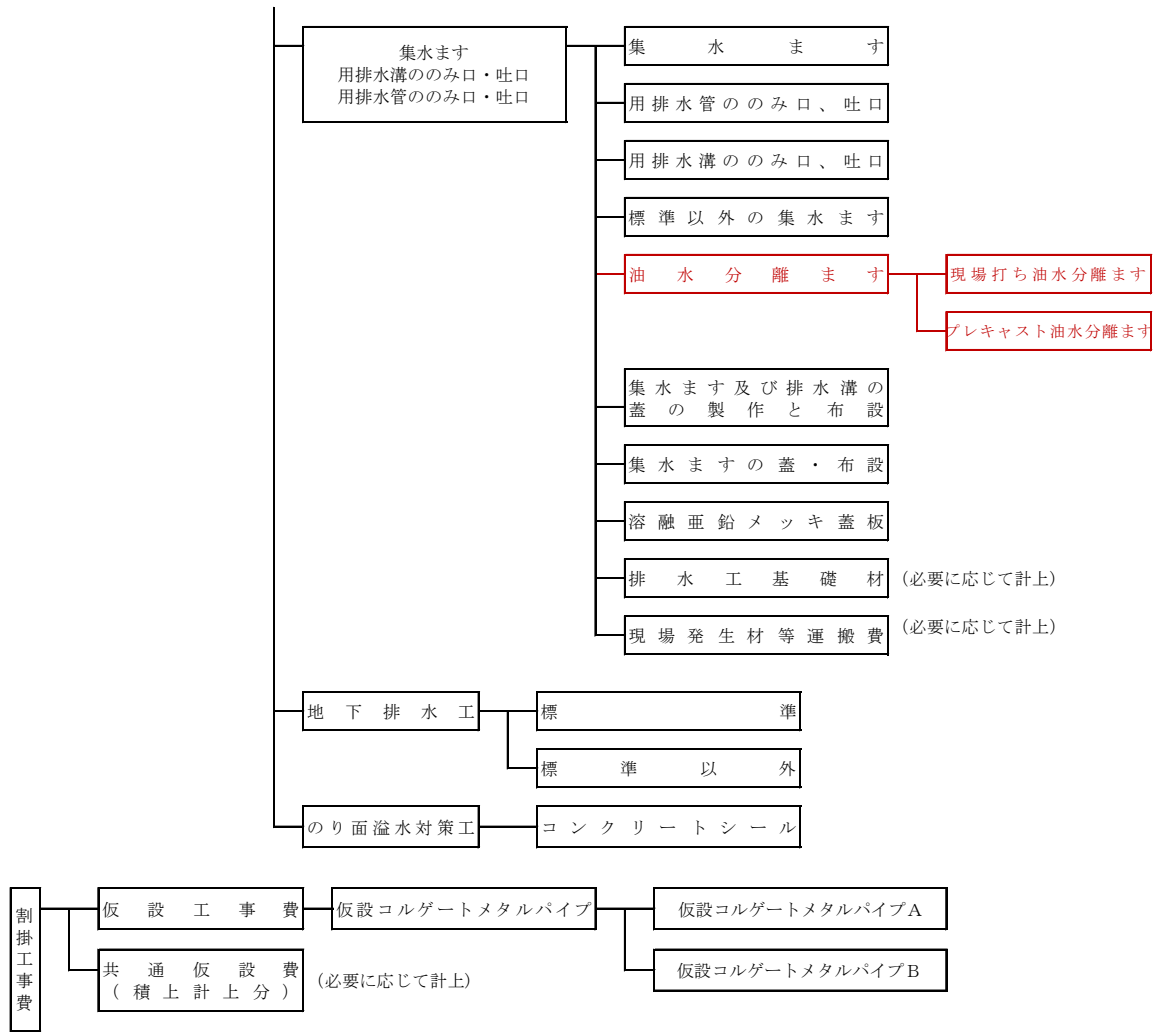 集水ます
用排水溝ののみ口・吐口
用排水管ののみ口・吐口
集水ます
用排水管ののみ口、吐口
用排水溝ののみ口、吐口
標準以外の集水ます
油水分離ます
現場打ち油水分離ます
プレキャスト油水分離ます
集水ます及び排水溝の
蓋の製作と布設
集水ますの蓋・布設
溶融亜鉛メッキ蓋板
排水工基礎材
(必要に応じて計上)
現場発生材等運搬費
(必要に応じて計上)
地下排水工
標準
標準以外
のり面溢水対策工
コンクリートシール
割掛工事費
仮設工事費
仮設コルゲートメタルパイプ
仮設コルゲートメタルパイプA
共通仮設費
(積上計上分)
(必要に応じて計上)
仮設コルゲートメタルパイプB